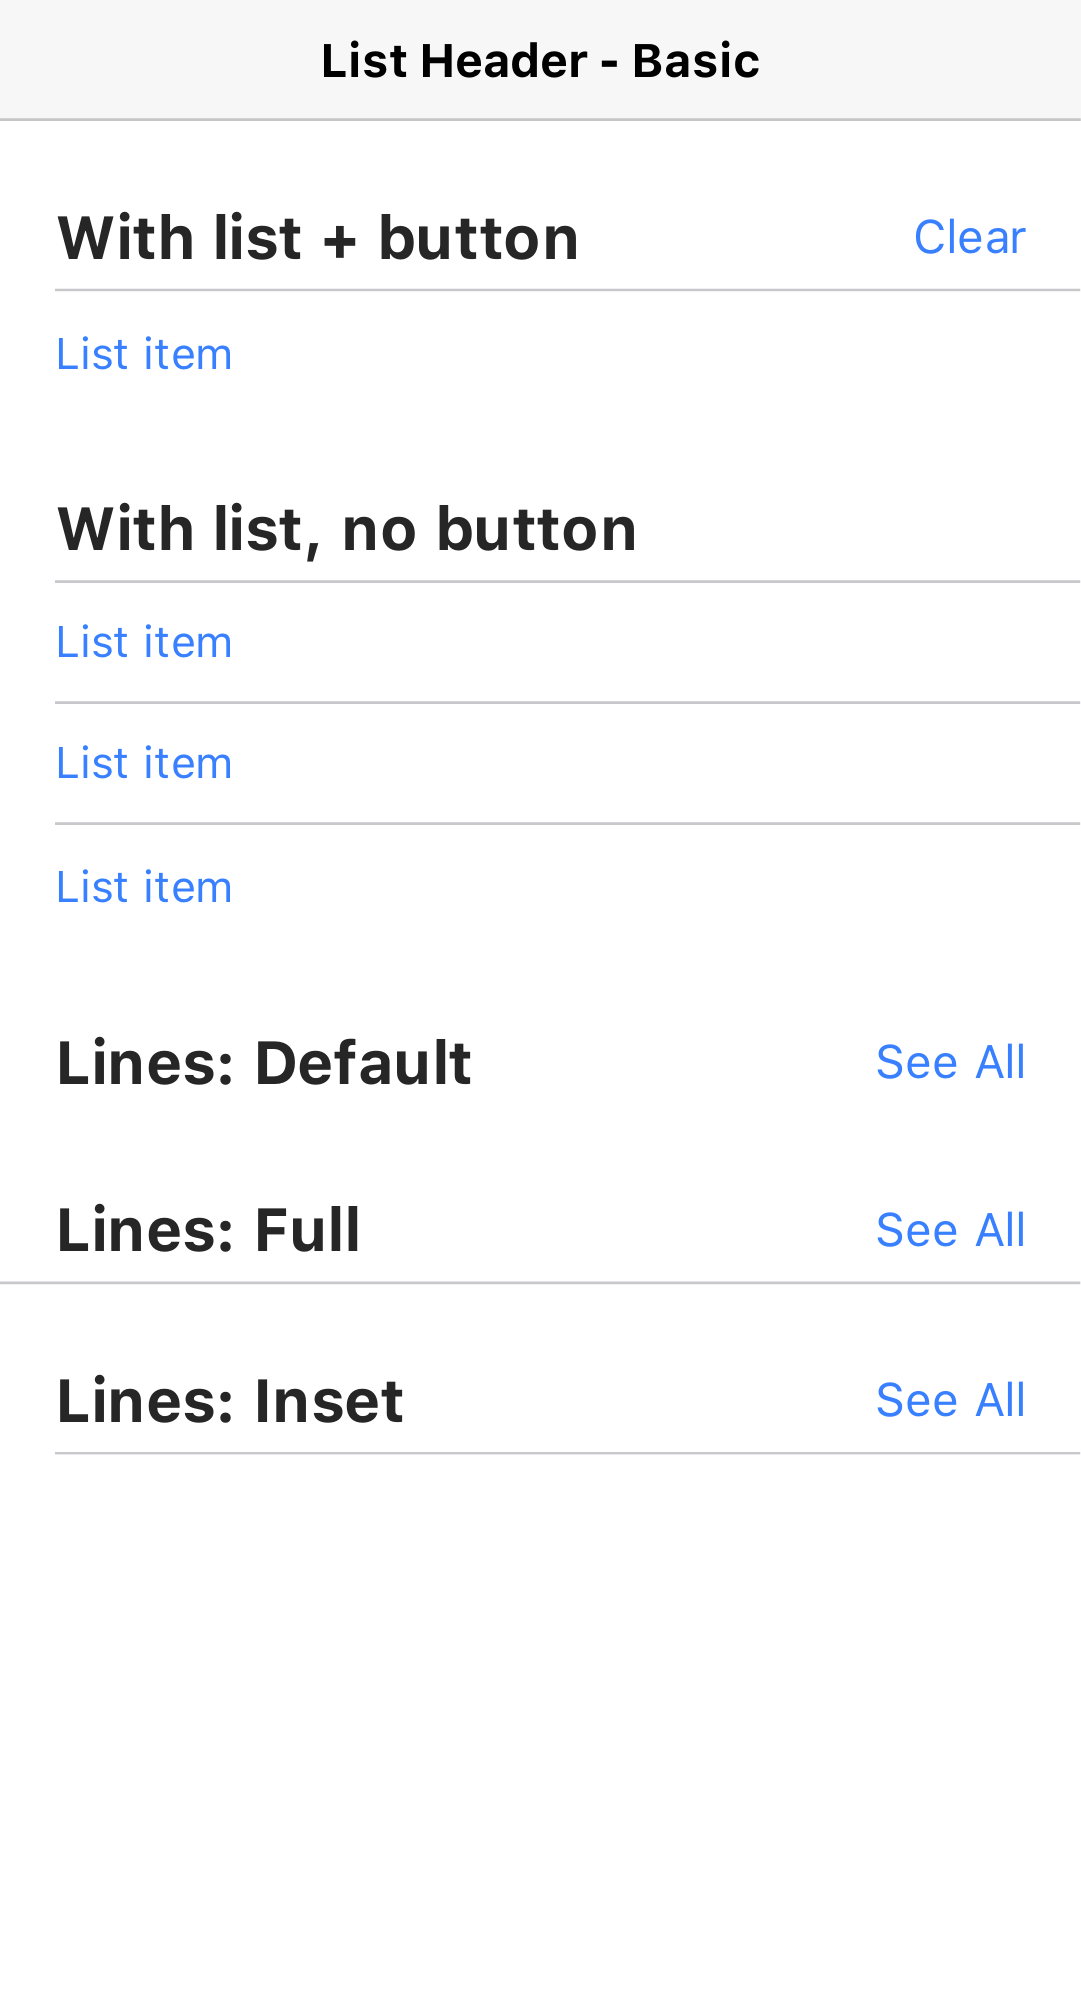 List Header - Basic
With list + button Clear
List item
With list, no button
List item
List item
List item
Lines: Default See All
Lines: Full See All
Lines: Inset See All